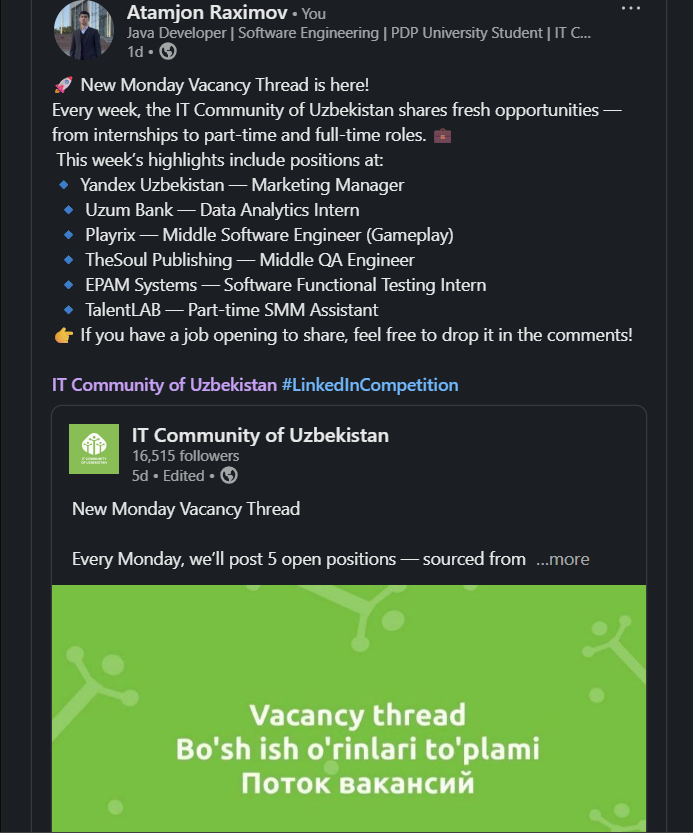 Atamjon Raximov • You
Java Developer | Software Engineering | PDP University Student | IT C...
1d •
🚀 New Monday Vacancy Thread is here!
Every week, the IT Community of Uzbekistan shares fresh opportunities —
from internships to part-time and full-time roles. 💼
This week's highlights include positions at:
🔹 Yandex Uzbekistan — Marketing Manager
🔹 Uzum Bank — Data Analytics Intern
🔹 Playrix — Middle Software Engineer (Gameplay)
🔹 TheSoul Publishing — Middle QA Engineer
🔹 EPAM Systems — Software Functional Testing Intern
🔹 TalentLAB — Part-time SMM Assistant
👉 If you have a job opening to share, feel free to drop it in the comments!
IT Community of Uzbekistan #LinkedInCompetition
IT COMMUNITY
OF UZBEKISTAN
IT Community of Uzbekistan
16,515 followers
5d • Edited •
New Monday Vacancy Thread
Every Monday, we'll post 5 open positions — sourced from ...more
Vacancy thread
Bo'sh ish o'rinlari to'plami
Поток вакансий